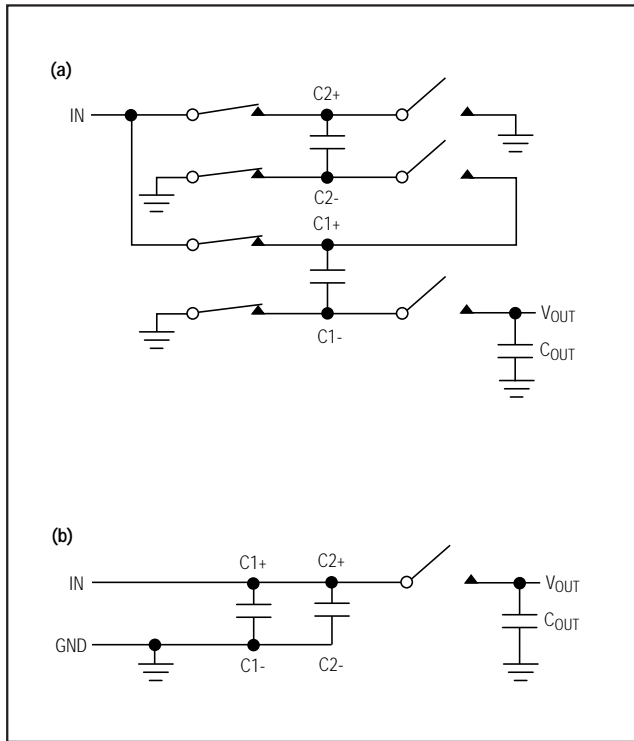 (a)
C2+
IN
C2-
C1+
VOUT
COUT
C1-
(b)
C1+ C2+
IN
VOUT
COUT
GND
C1- C2-